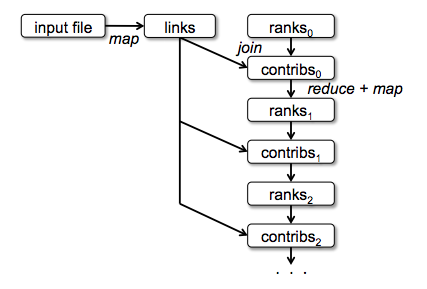 input file
map
links
ranks₀
join
contribs₀
reduce + map
ranks₁
contribs₁
ranks₂
contribs₂
. . .